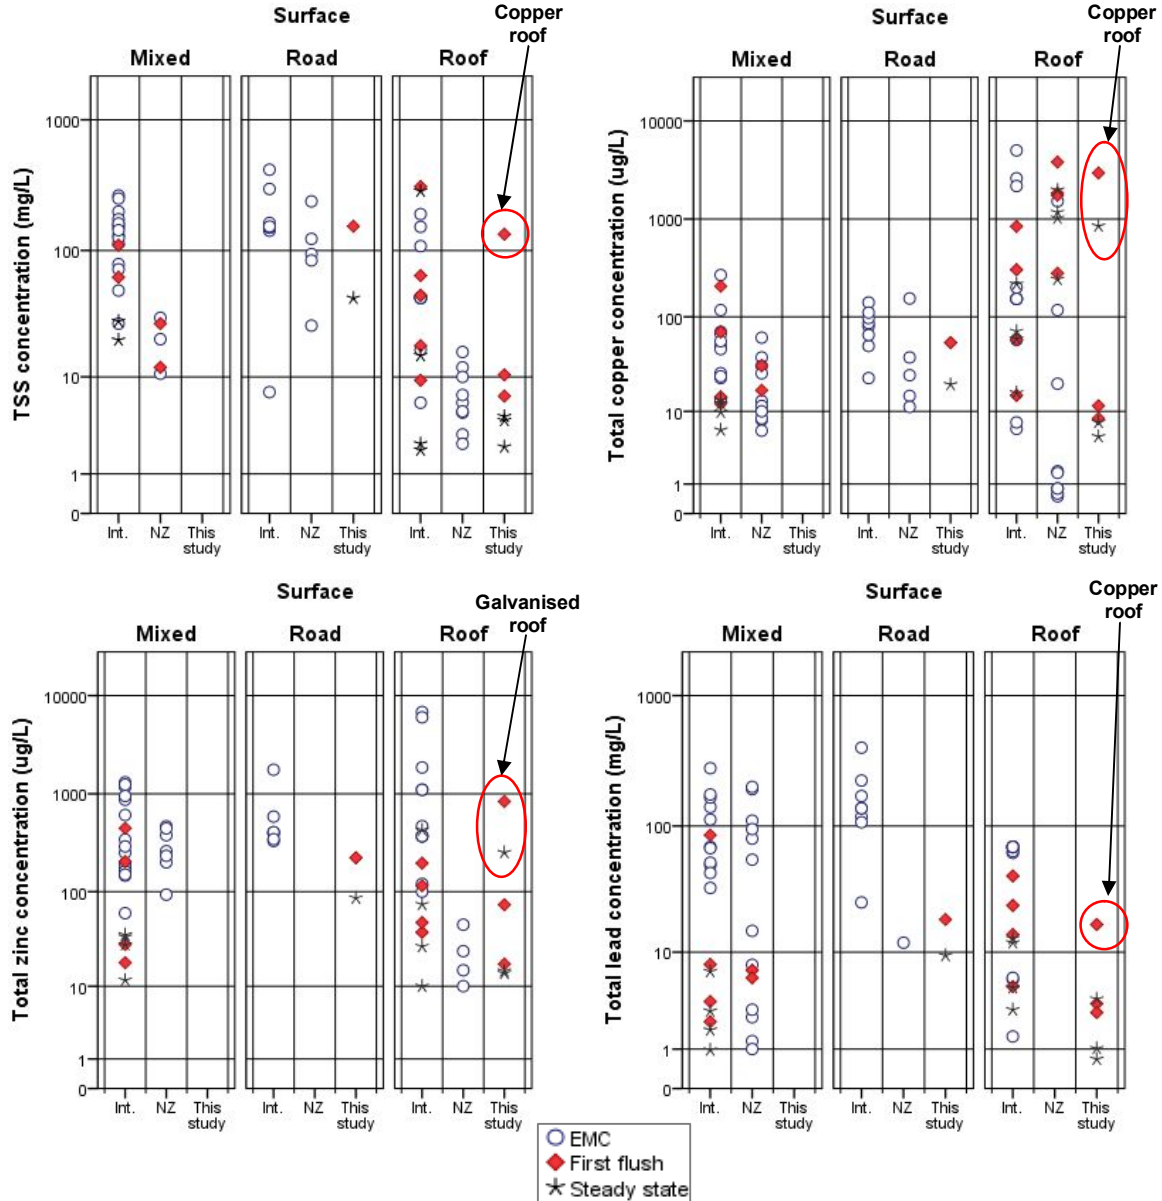 Surface
Copper
roof
Mixed
Road
Roof
TSS concentration (mg/L)
1000
100
10
1
0
Int.
NZ
This
study
Int.
NZ
This
study
Int.
NZ
This
study
Surface
Copper
roof
Mixed
Road
Roof
Total copper concentration (ug/L)
10000
1000
100
10
1
0
Int.
NZ
This
study
Int.
NZ
This
study
Int.
NZ
This
study
Surface
Galvanised
roof
Mixed
Road
Roof
Total zinc concentration (ug/L)
10000
1000
100
10
1
0
Int.
NZ
This
study
Int.
NZ
This
study
Int.
NZ
This
study
Surface
Copper
roof
Mixed
Road
Roof
Total lead concentration (mg/L)
1000
100
10
1
0
Int.
NZ
This
study
Int.
NZ
This
study
Int.
NZ
This
study
EMC
First flush
Steady state